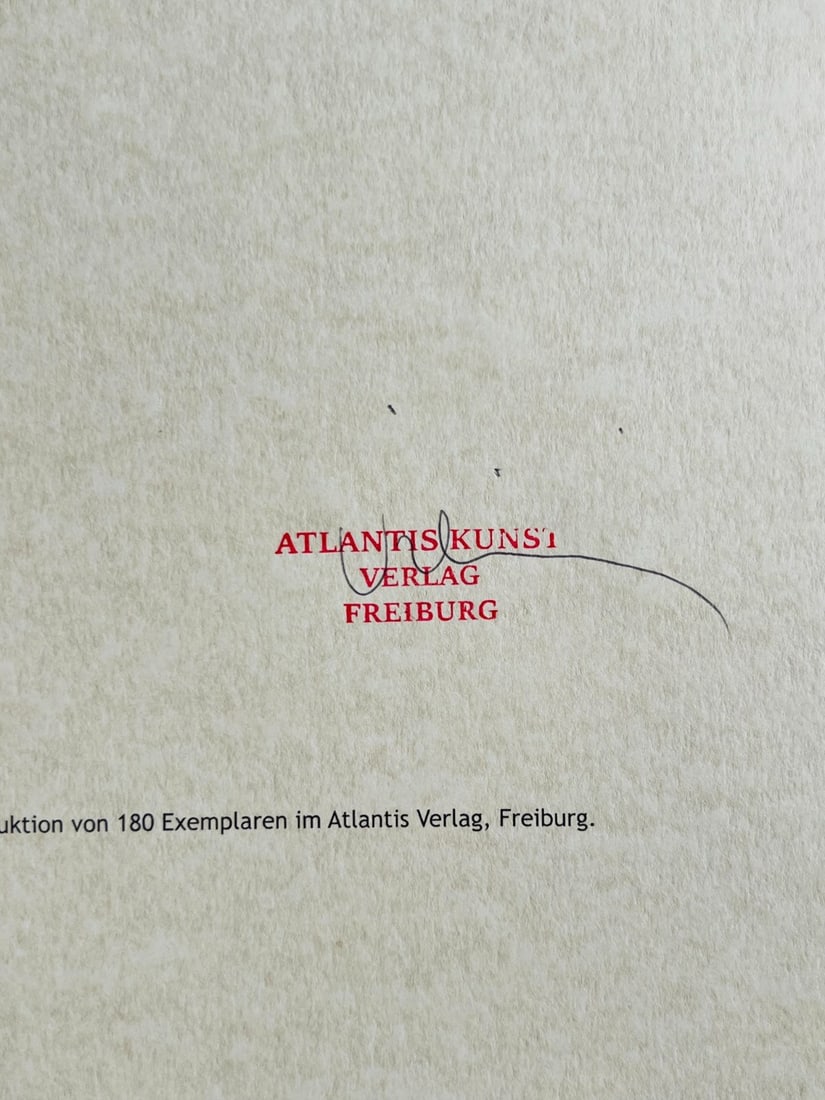 ATLANTIS KUNST
VERLAG
FREIBURG
uktion von 180 Exemplaren im Atlantis Verlag, Freiburg.